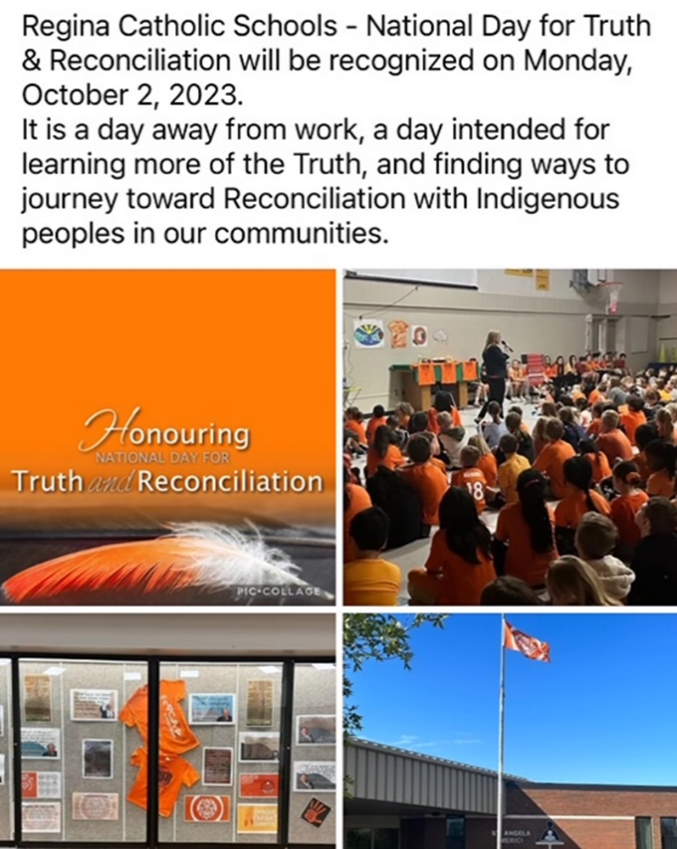 Regina Catholic Schools - National Day for Truth
& Reconciliation will be recognized on Monday,
October 2, 2023.
It is a day away from work, a day intended for
learning more of the Truth, and finding ways to
journey toward Reconciliation with Indigenous
peoples in our communities.
Honouring
NATIONAL DAY FOR
Truth and Reconciliation
PIC•COLLAGE
18
ANGELA